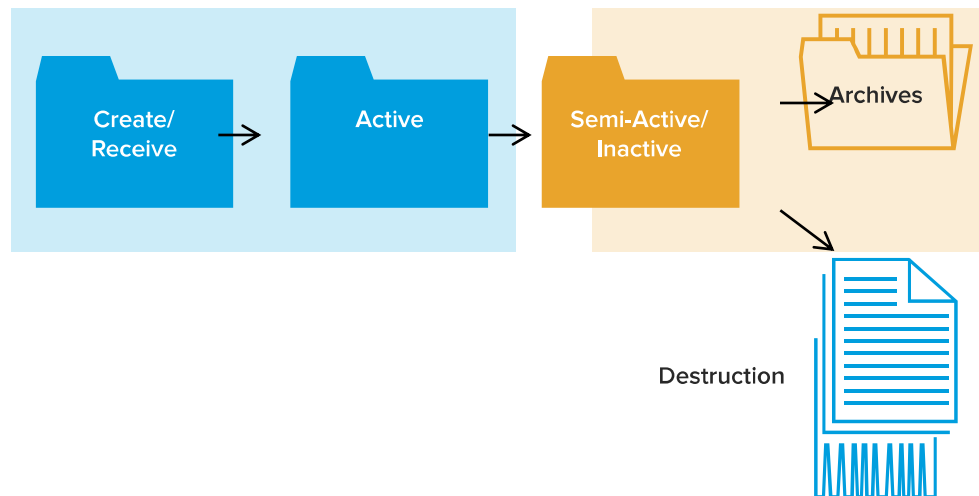 Create/
Receive
Active
Semi-Active/
Inactive
Archives
Destruction